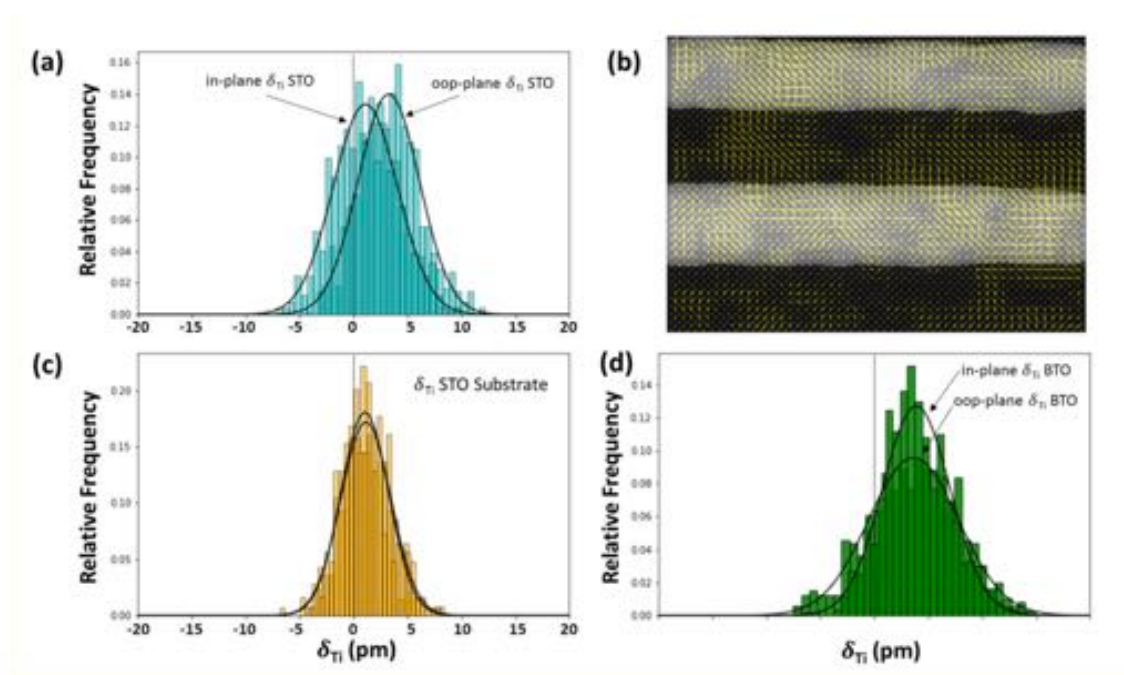 (a)
in-plane δTi STO
oop-plane δTi STO
Relative Frequency
0.16
0.14
0.12
0.10
0.08
0.06
0.04
0.02
0.00
-20 -15 -10 -5 0 5 10 15 20
(b)
(c)
δTi STO Substrate
Relative Frequency
0.20
0.15
0.10
0.05
0.00
-20 -15 -10 -5 0 5 10 15 20
δTi (pm)
(d)
in-plane δTi BTO
oop-plane δTi BTO
Relative Frequency
0.14
0.12
0.10
0.08
0.06
0.04
0.02
0.00
δTi (pm)